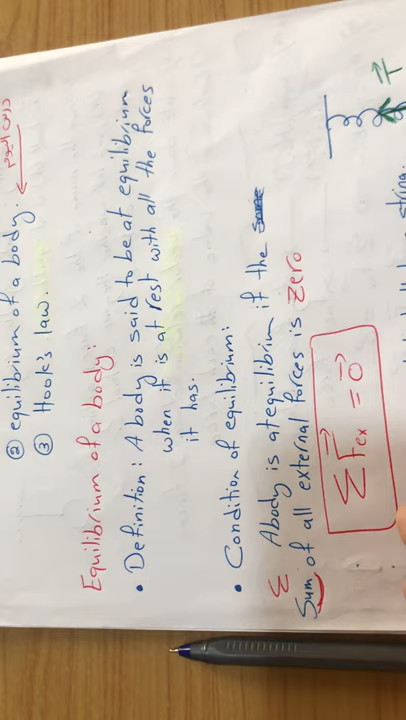 ② equilibrium of a body.
درس اليوم
③ Hook's law.
Equilibrium of a body:
• Definition: A body is said to be at equilibrium
when it is at rest with all the forces
it has.
• Condition of equilibrium:
A body is at equilibrium if the
Σ
Sum of all external forces is zero
Σ F⃗ex = 0⃗
T
string.